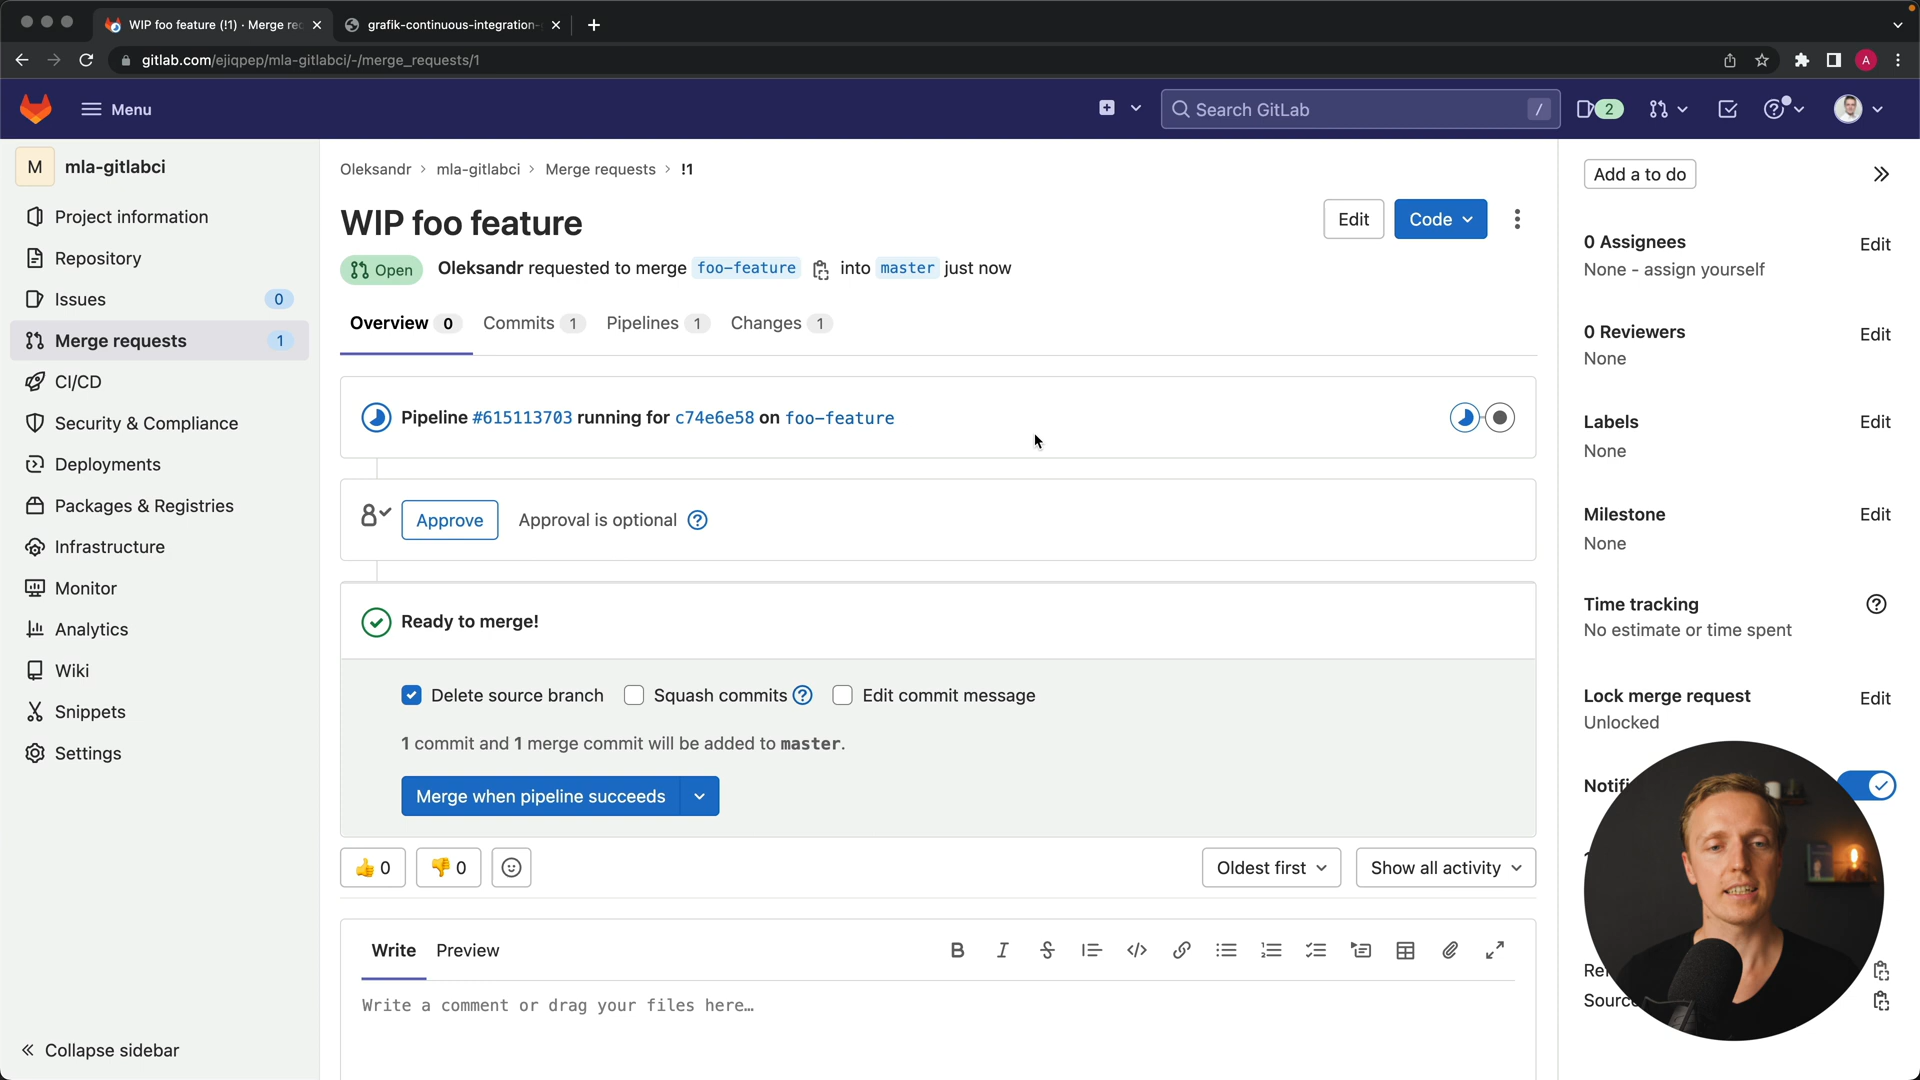 WIP foo feature (!1) · Merge re
grafik-continuous-integration-
gitlab.com/ejiqpep/mla-gitlabci/-/merge_requests/1
A
Menu
Search GitLab
/
2
M
mla-gitlabci
Project information
Repository
Issues
0
Merge requests
1
CI/CD
Security & Compliance
Deployments
Packages & Registries
Infrastructure
Monitor
Analytics
Wiki
Snippets
Settings
Collapse sidebar
Oleksandr > mla-gitlabci > Merge requests > !1
WIP foo feature
Edit
Code
Open
Oleksandr requested to merge foo-feature into master just now
Overview 0
Commits 1
Pipelines 1
Changes 1
Pipeline #615113703 running for c74e6e58 on foo-feature
Approve
Approval is optional
Ready to merge!
Delete source branch
Squash commits
Edit commit message
1 commit and 1 merge commit will be added to master.
Merge when pipeline succeeds
👍 0
👎 0
Oldest first
Show all activity
Write
Preview
Write a comment or drag your files here…
Add a to do
0 Assignees
Edit
None - assign yourself
0 Reviewers
Edit
None
Labels
Edit
None
Milestone
Edit
None
Time tracking
No estimate or time spent
Lock merge request
Edit
Unlocked
Notifi
Sourc